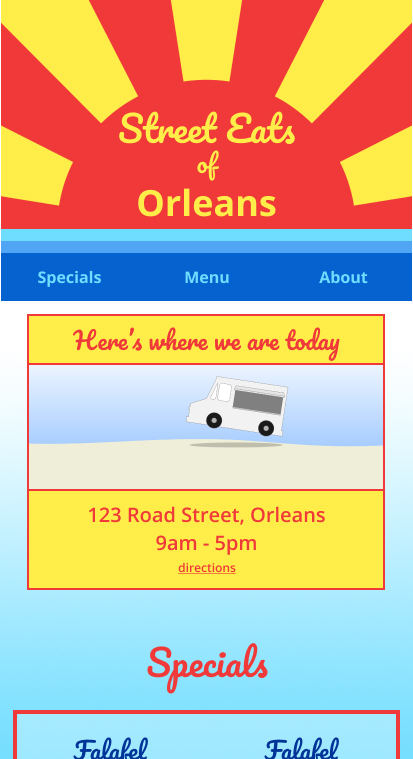 Street Eats
of
Orleans
Specials Menu About
Here's where we are today
123 Road Street, Orleans
9am - 5pm
directions
Specials
Falafel Falafel